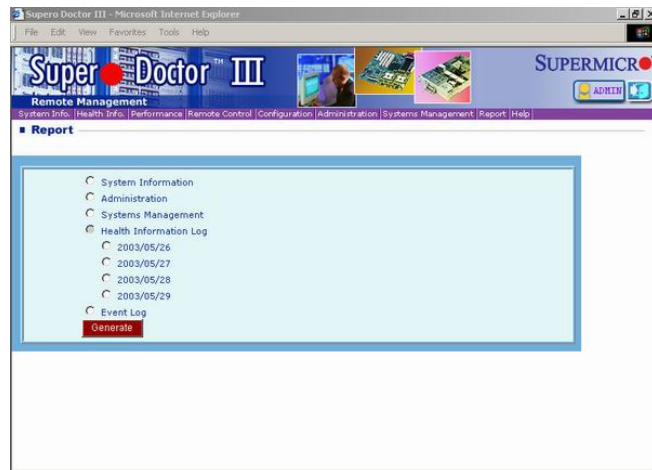 Supero Doctor III - Microsoft Internet Explorer
File Edit View Favorites Tools Help
Super Doctor ™ III
SUPERMICR
Remote Management
ADMIN
System Info. |Health Info. |Performance |Remote Control |Configuration |Administration |Systems Management |Report |Help|
Report
System Information
Administration
Systems Management
Health Information Log
2003/05/26
2003/05/27
2003/05/28
2003/05/29
Event Log
Generate